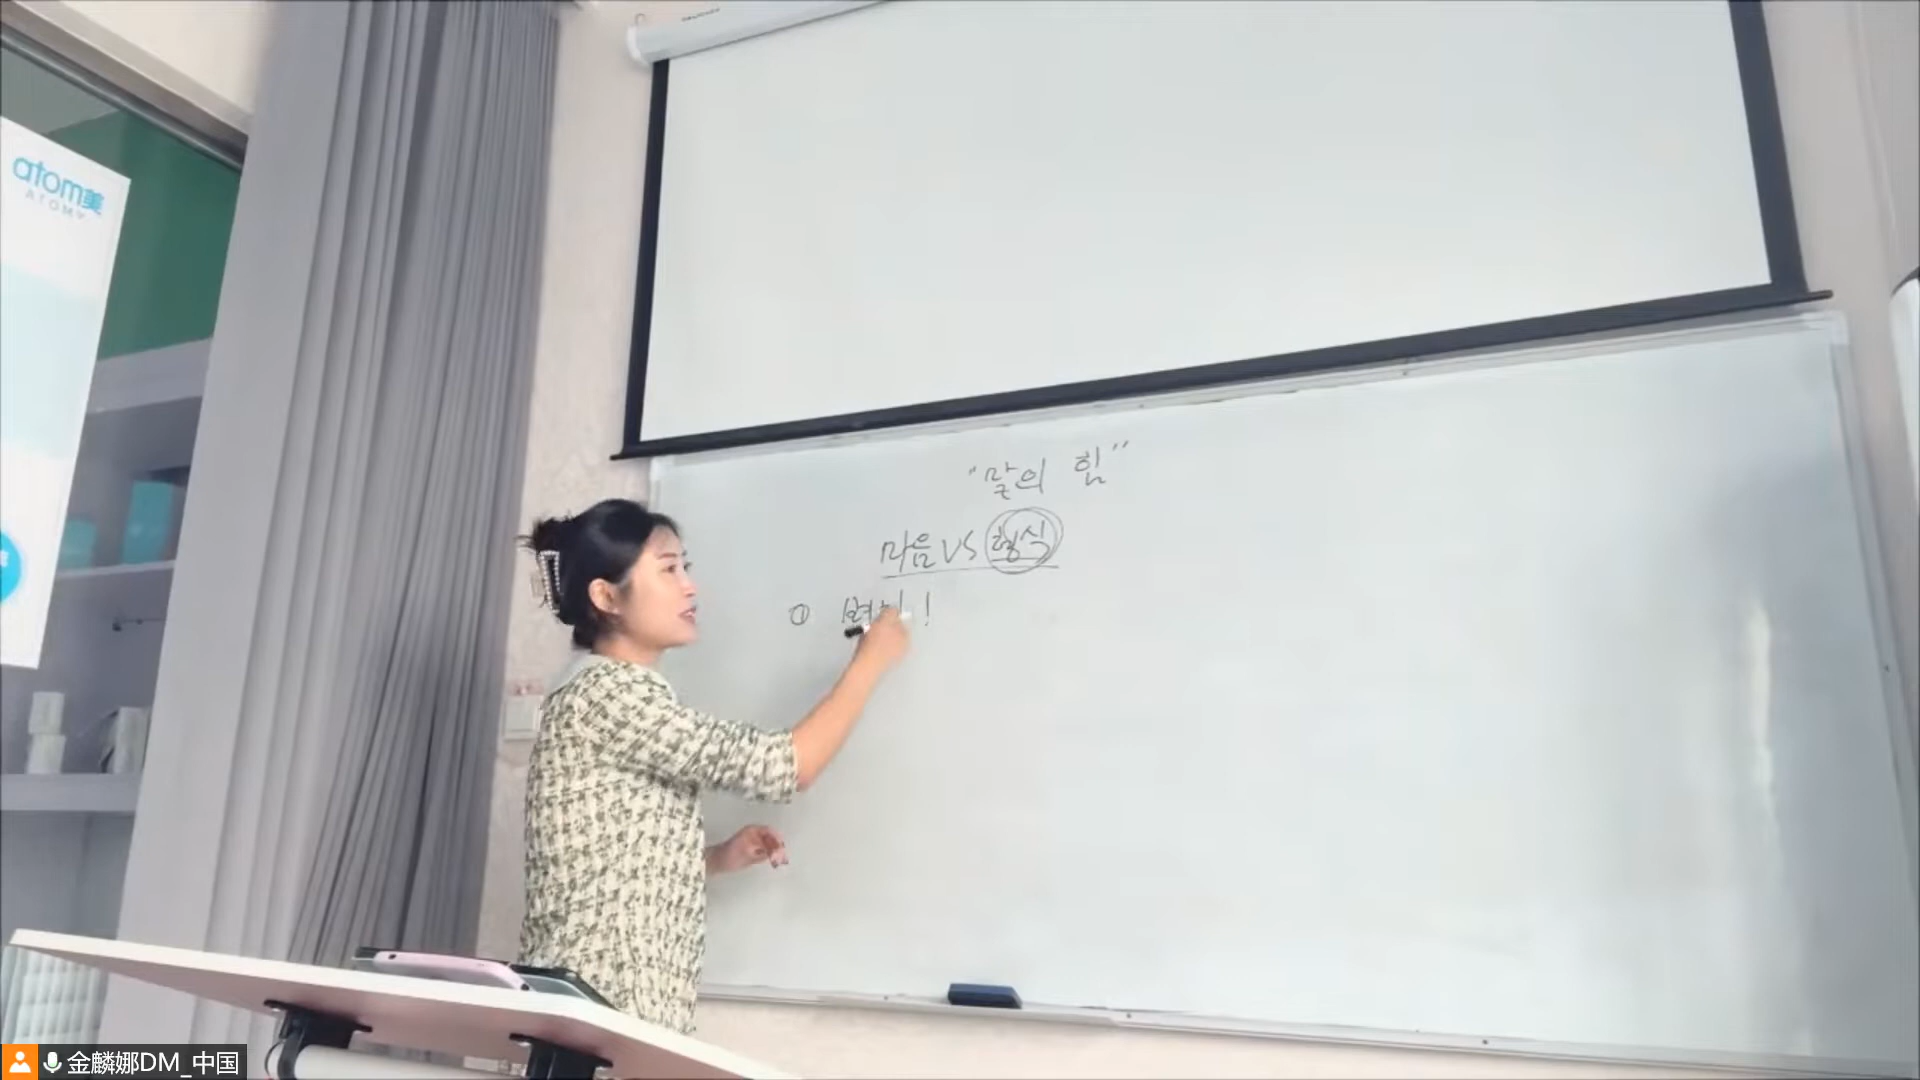 atom美
ATOMY
"말의 힘"
마음 VS 형식
①
!
金麟娜DM_中国